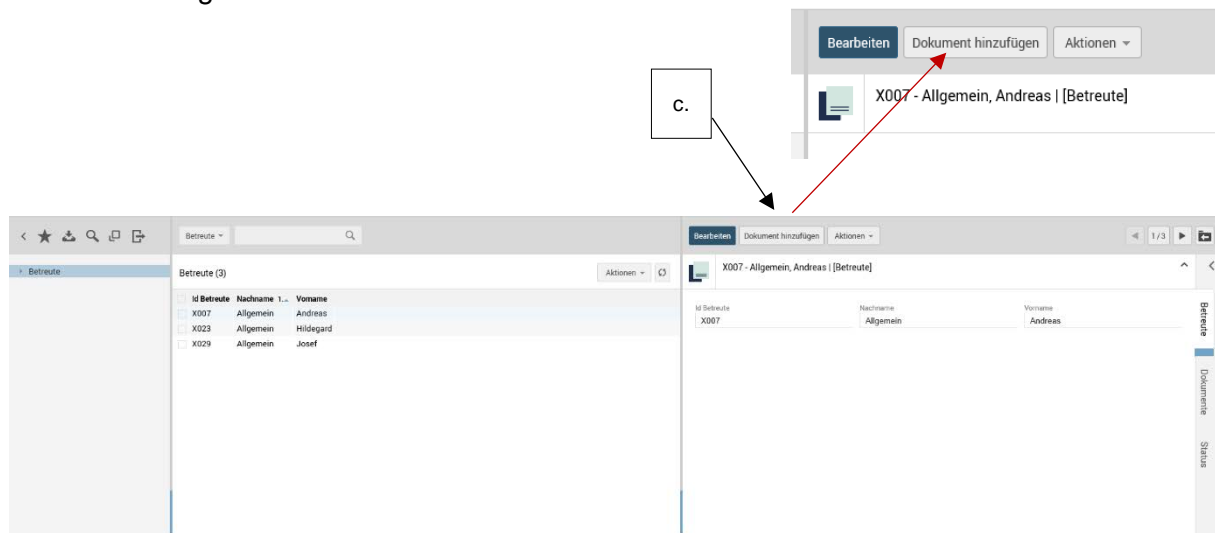 Bearbeiten Dokument hinzufügen Aktionen
X007 - Allgemein, Andreas | [Betreute]
c.
Betreute
Bearbeiten Dokument hinzufügen Aktionen 1/3
Betreute
Betreute (3) Aktionen
X007 - Allgemein, Andreas | [Betreute]
Id Betreute Nachname 1... Vorname
X007 Allgemein Andreas
X023 Allgemein Hildegard
X029 Allgemein Josef
Id Betreute Nachname Vorname
X007 Allgemein Andreas
Betreute
Dokumente
Status